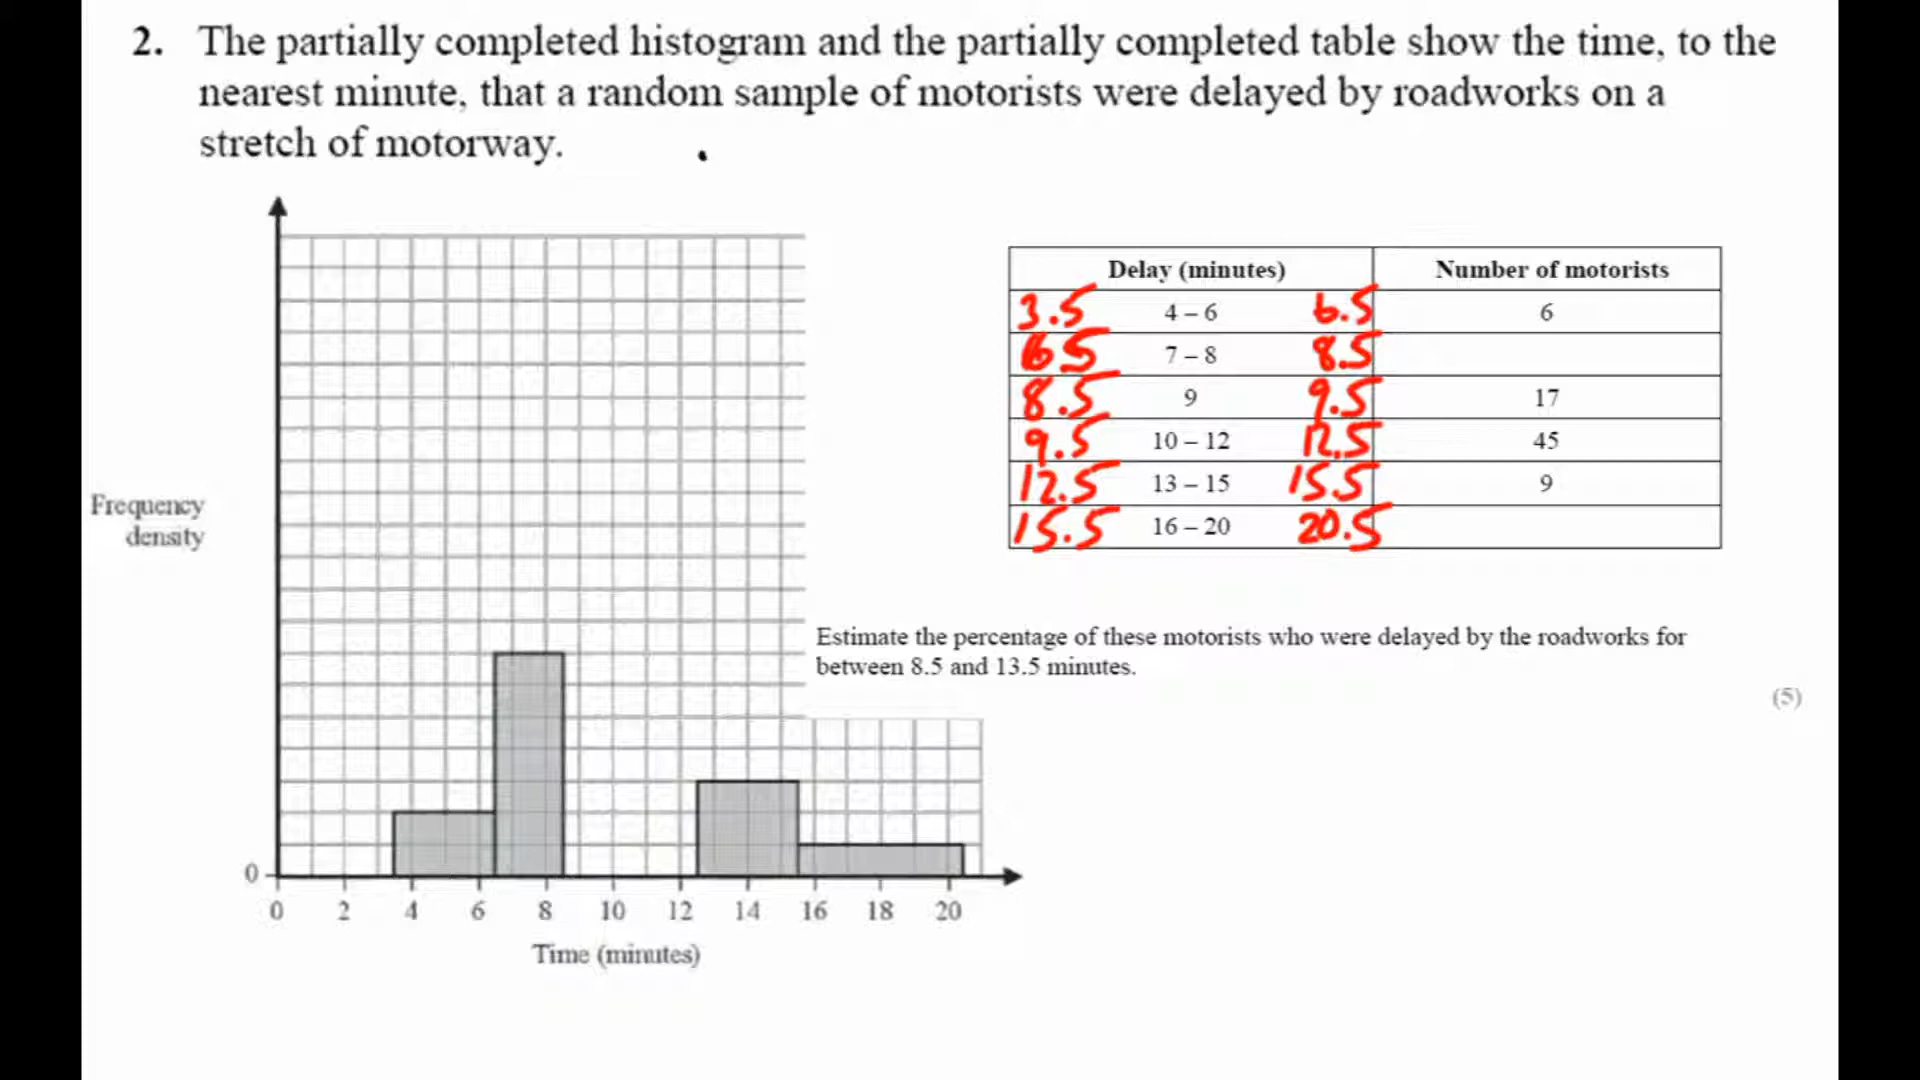 2. The partially completed histogram and the partially completed table show the time, to the
nearest minute, that a random sample of motorists were delayed by roadworks on a
stretch of motorway.
Delay (minutes) Number of motorists
3.5 4 – 6 6.5 6
6.5 7 – 8 8.5
8.5 9 9.5 17
9.5 10 – 12 12.5 45
12.5 13 – 15 15.5 9
15.5 16 – 20 20.5
Frequency
density
Estimate the percentage of these motorists who were delayed by the roadworks for
between 8.5 and 13.5 minutes.
(5)
0
0 2 4 6 8 10 12 14 16 18 20
Time (minutes)